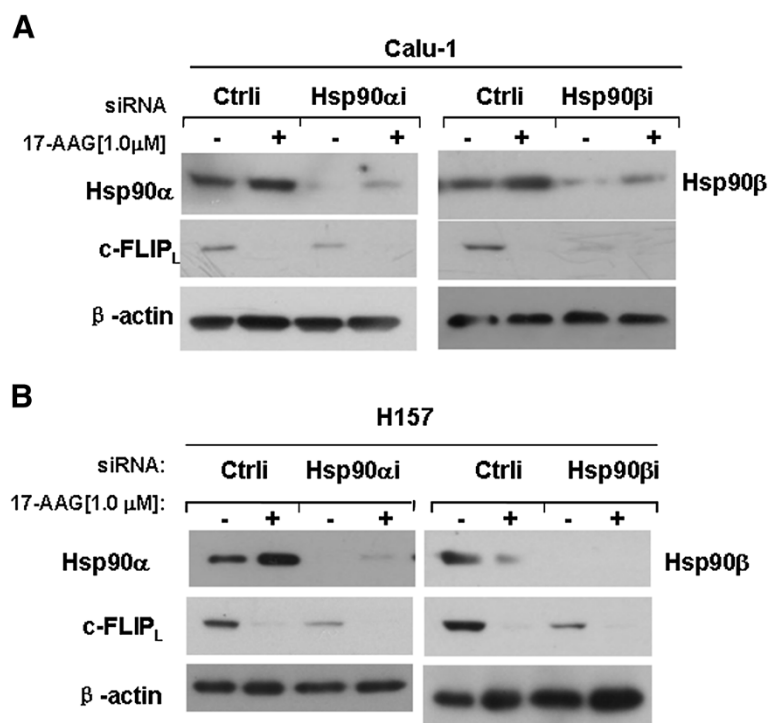 A
Calu-1
siRNA Ctrli Hsp90αi Ctrli Hsp90βi
17-AAG[1.0μM] - + - + - + - +
Hsp90α Hsp90β
c-FLIPL
β-actin
B
H157
siRNA: Ctrli Hsp90αi Ctrli Hsp90βi
17-AAG[1.0 μM]: - + - + - + - +
Hsp90α Hsp90β
c-FLIPL
β-actin